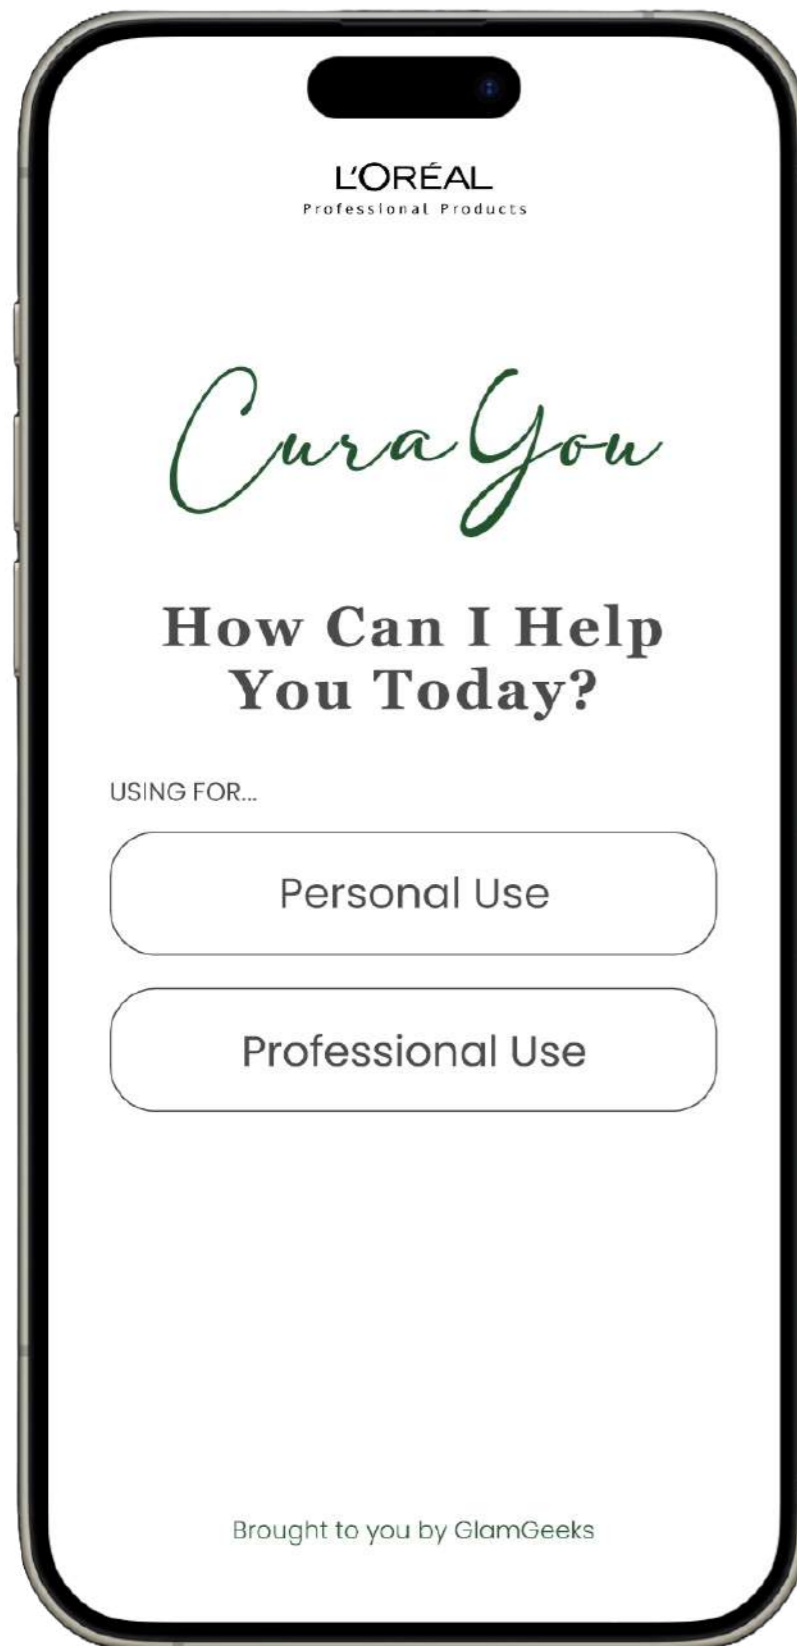 L'ORÉAL
Professional Products
CuraYou
How Can I Help
You Today?
USING FOR...
Personal Use
Professional Use
Brought to you by GlamGeeks